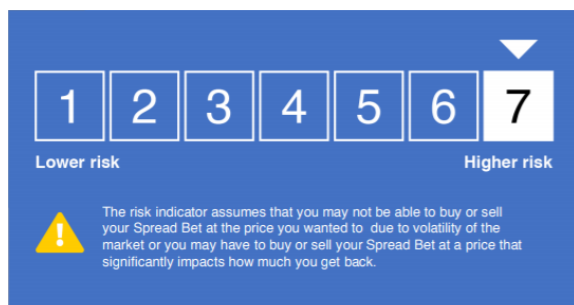 1 2 3 4 5 6 7
Lower risk Higher risk
The risk indicator assumes that you may not be able to buy or sell
your Spread Bet at the price you wanted to due to volatility of the
market or you may have to buy or sell your Spread Bet at a price that
significantly impacts how much you get back.